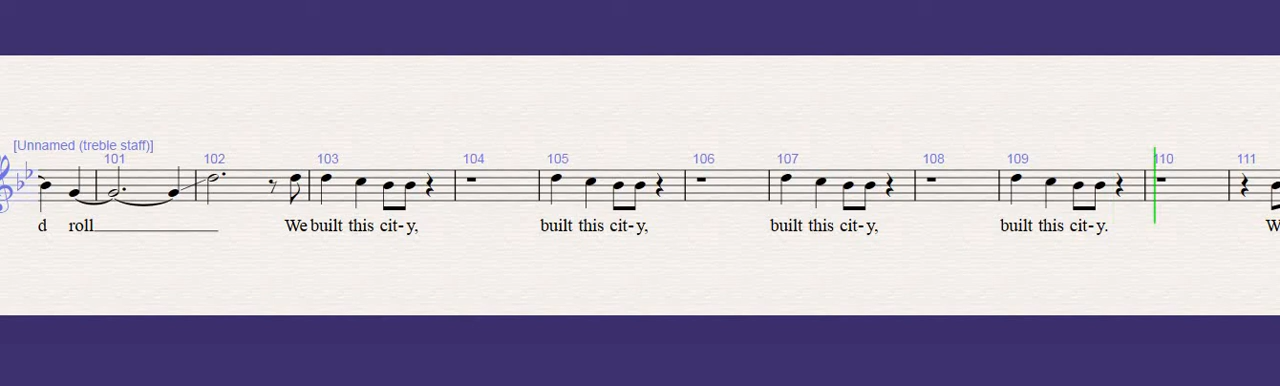 [Unnamed (treble staff)]
101 102 103 104 105 106 107 108 109 110 111
d roll We built this cit-y, built this cit-y, built this cit-y, built this cit-y. W